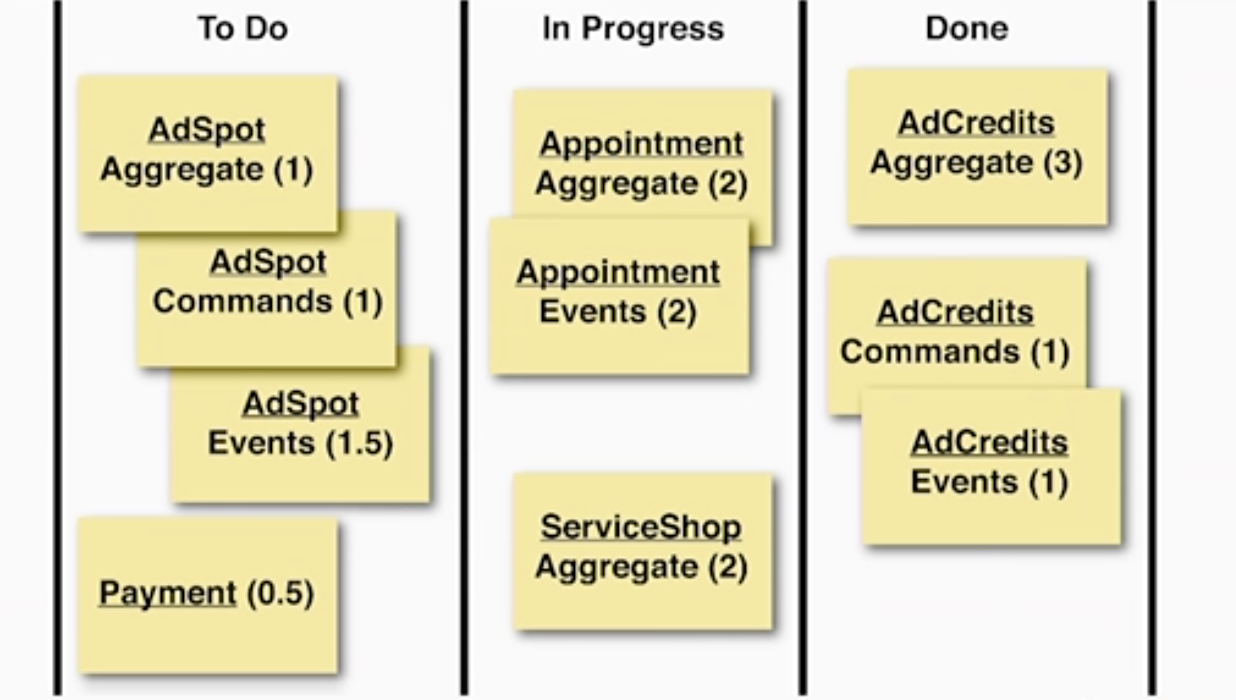 To Do
AdSpot
Aggregate (1)
AdSpot
Commands (1)
AdSpot
Events (1.5)
Payment (0.5)
In Progress
Appointment
Aggregate (2)
Appointment
Events (2)
ServiceShop
Aggregate (2)
Done
AdCredits
Aggregate (3)
AdCredits
Commands (1)
AdCredits
Events (1)